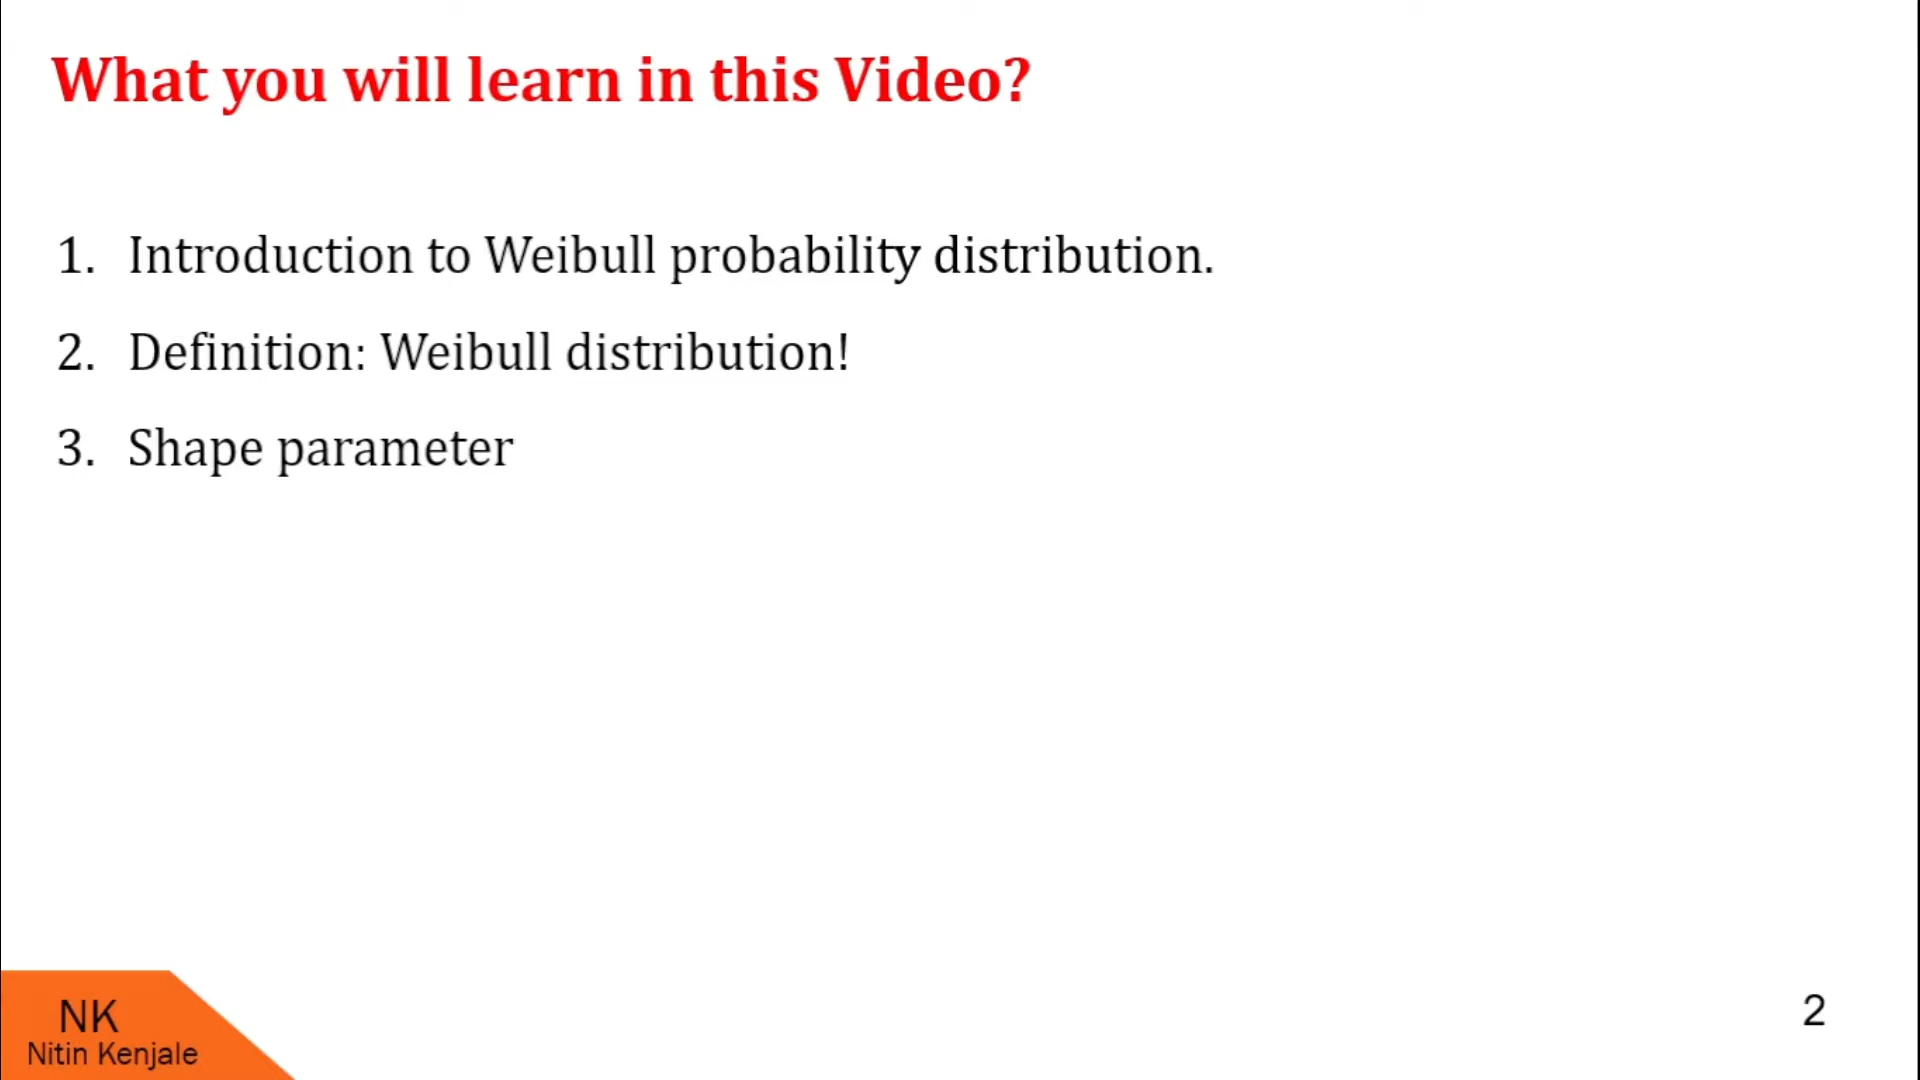 What you will learn in this Video?
1. Introduction to Weibull probability distribution.
2. Definition: Weibull distribution!
3. Shape parameter
NK
Nitin Kenjale
2